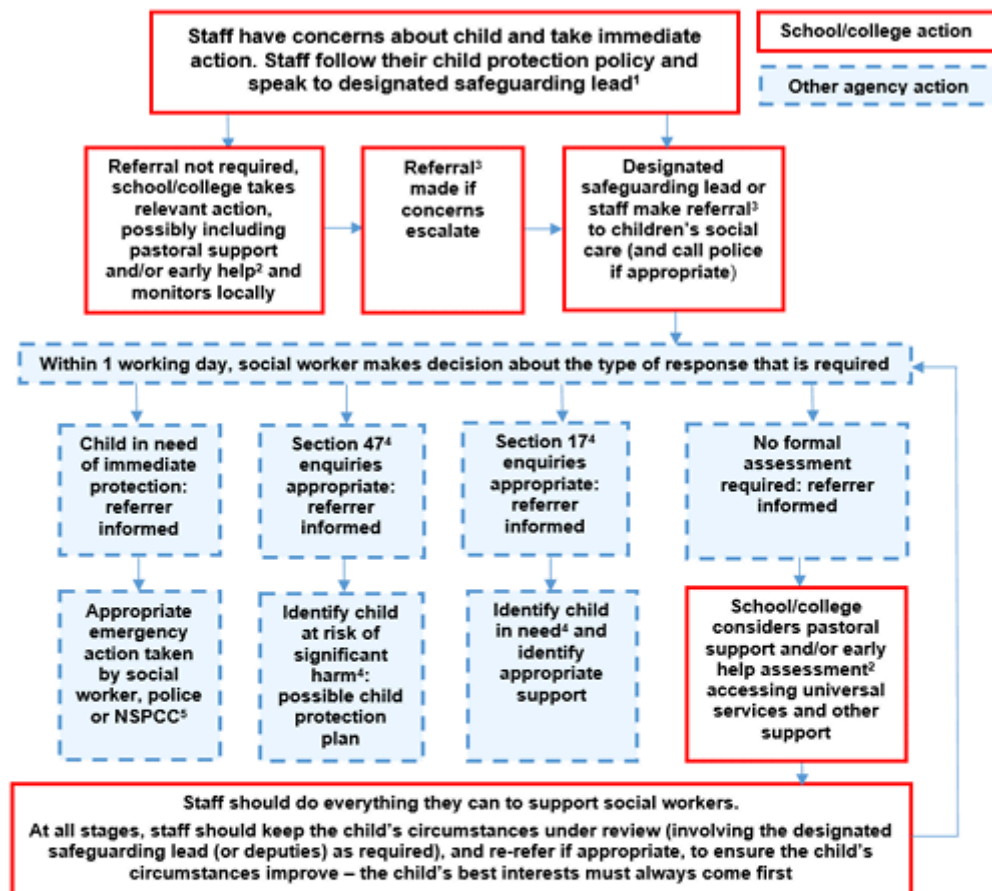 Staff have concerns about child and take immediate
action. Staff follow their child protection policy and
speak to designated safeguarding lead¹
School/college action
Other agency action
Referral not required,
school/college takes
relevant action,
possibly including
pastoral support
and/or early help² and
monitors locally
Referral³
made if
concerns
escalate
Designated
safeguarding lead or
staff make referral³
to children's social
care (and call police
if appropriate)
Within 1 working day, social worker makes decision about the type of response that is required
Child in need
of immediate
protection:
referrer
informed
Section 47⁴
enquiries
appropriate:
referrer
informed
Section 17⁴
enquiries
appropriate:
referrer
informed
No formal
assessment
required: referrer
informed
Appropriate
emergency
action taken
by social
worker, police
or NSPCC⁵
Identify child
at risk of
significant
harm⁴:
possible child
protection
plan
Identify child
in need⁴ and
identify
appropriate
support
School/college
considers pastoral
support and/or early
help assessment²
accessing universal
services and other
support
Staff should do everything they can to support social workers.
At all stages, staff should keep the child's circumstances under review (involving the designated
safeguarding lead (or deputies) as required), and re-refer if appropriate, to ensure the child's
circumstances improve – the child's best interests must always come first